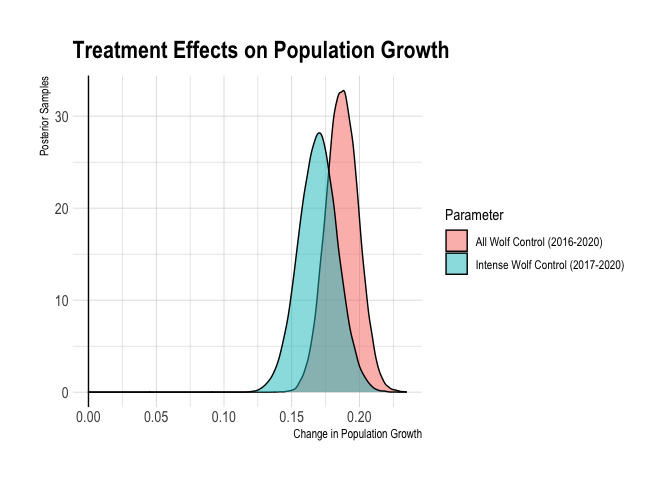 Treatment Effects on Population Growth
Posterior Samples
30
20
10
0
0.00 0.05 0.10 0.15 0.20
Change in Population Growth
Parameter
All Wolf Control (2016-2020)
Intense Wolf Control (2017-2020)